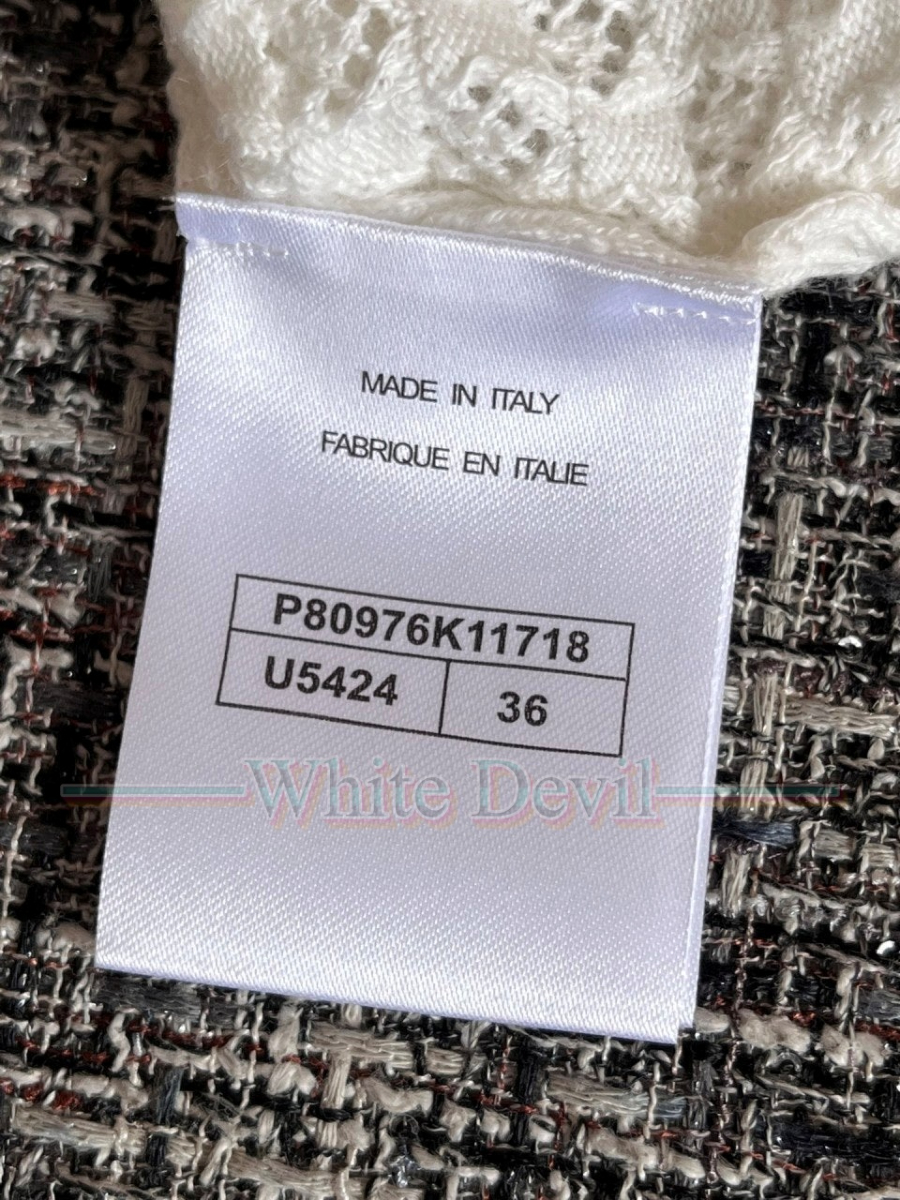 MADE IN ITALY
FABRIQUE EN ITALIE
P80976K11718
U5424 36
White Devil